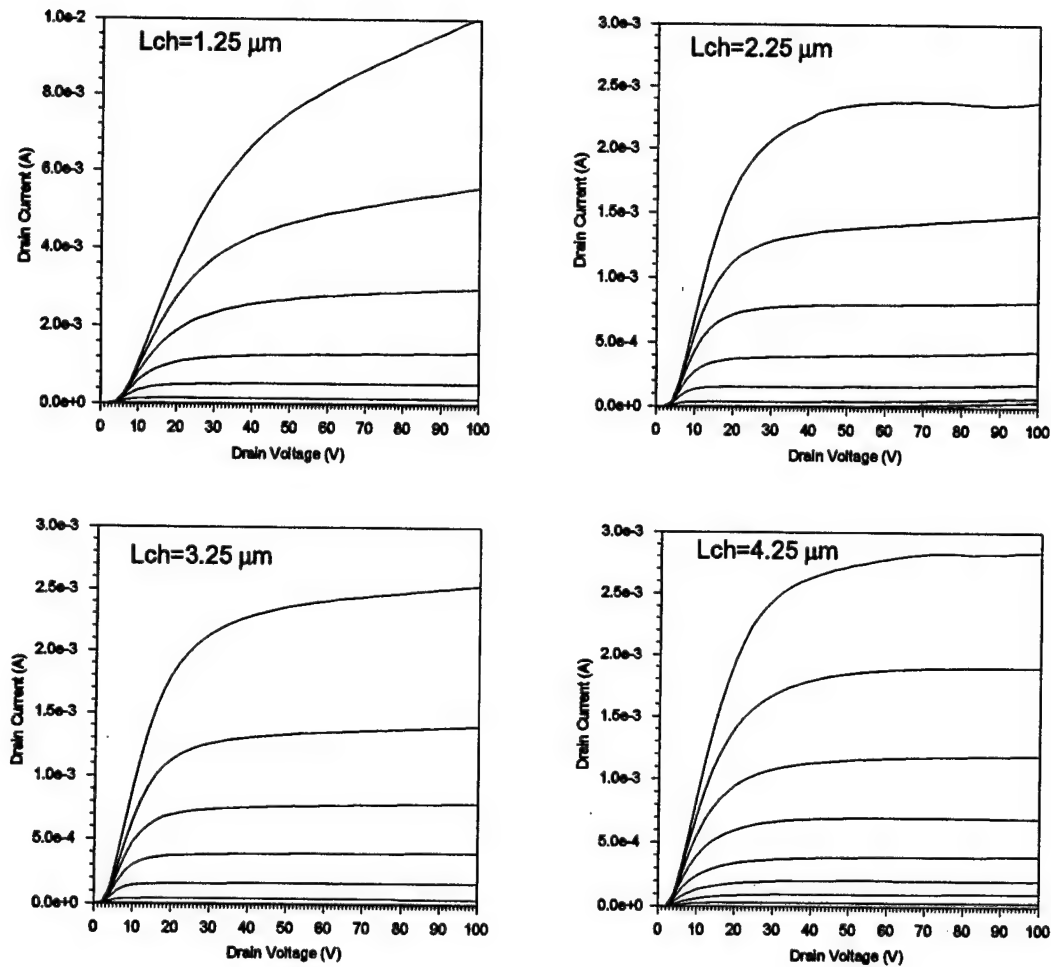 Lch=1.25 µm
Drain Current (A)
1.0e-2
8.0e-3
6.0e-3
4.0e-3
2.0e-3
0.0e+0
0 10 20 30 40 50 60 70 80 90 100
Drain Voltage (V)
Lch=2.25 µm
Drain Current (A)
3.0e-3
2.5e-3
2.0e-3
1.5e-3
1.0e-3
5.0e-4
0.0e+0
0 10 20 30 40 50 60 70 80 90 100
Drain Voltage (V)
Lch=3.25 µm
Drain Current (A)
3.0e-3
2.5e-3
2.0e-3
1.5e-3
1.0e-3
5.0e-4
0.0e+0
0 10 20 30 40 50 60 70 80 90 100
Drain Voltage (V)
Lch=4.25 µm
Drain Current (A)
3.0e-3
2.5e-3
2.0e-3
1.5e-3
1.0e-3
5.0e-4
0.0e+0
0 10 20 30 40 50 60 70 80 90 100
Drain Voltage (V)